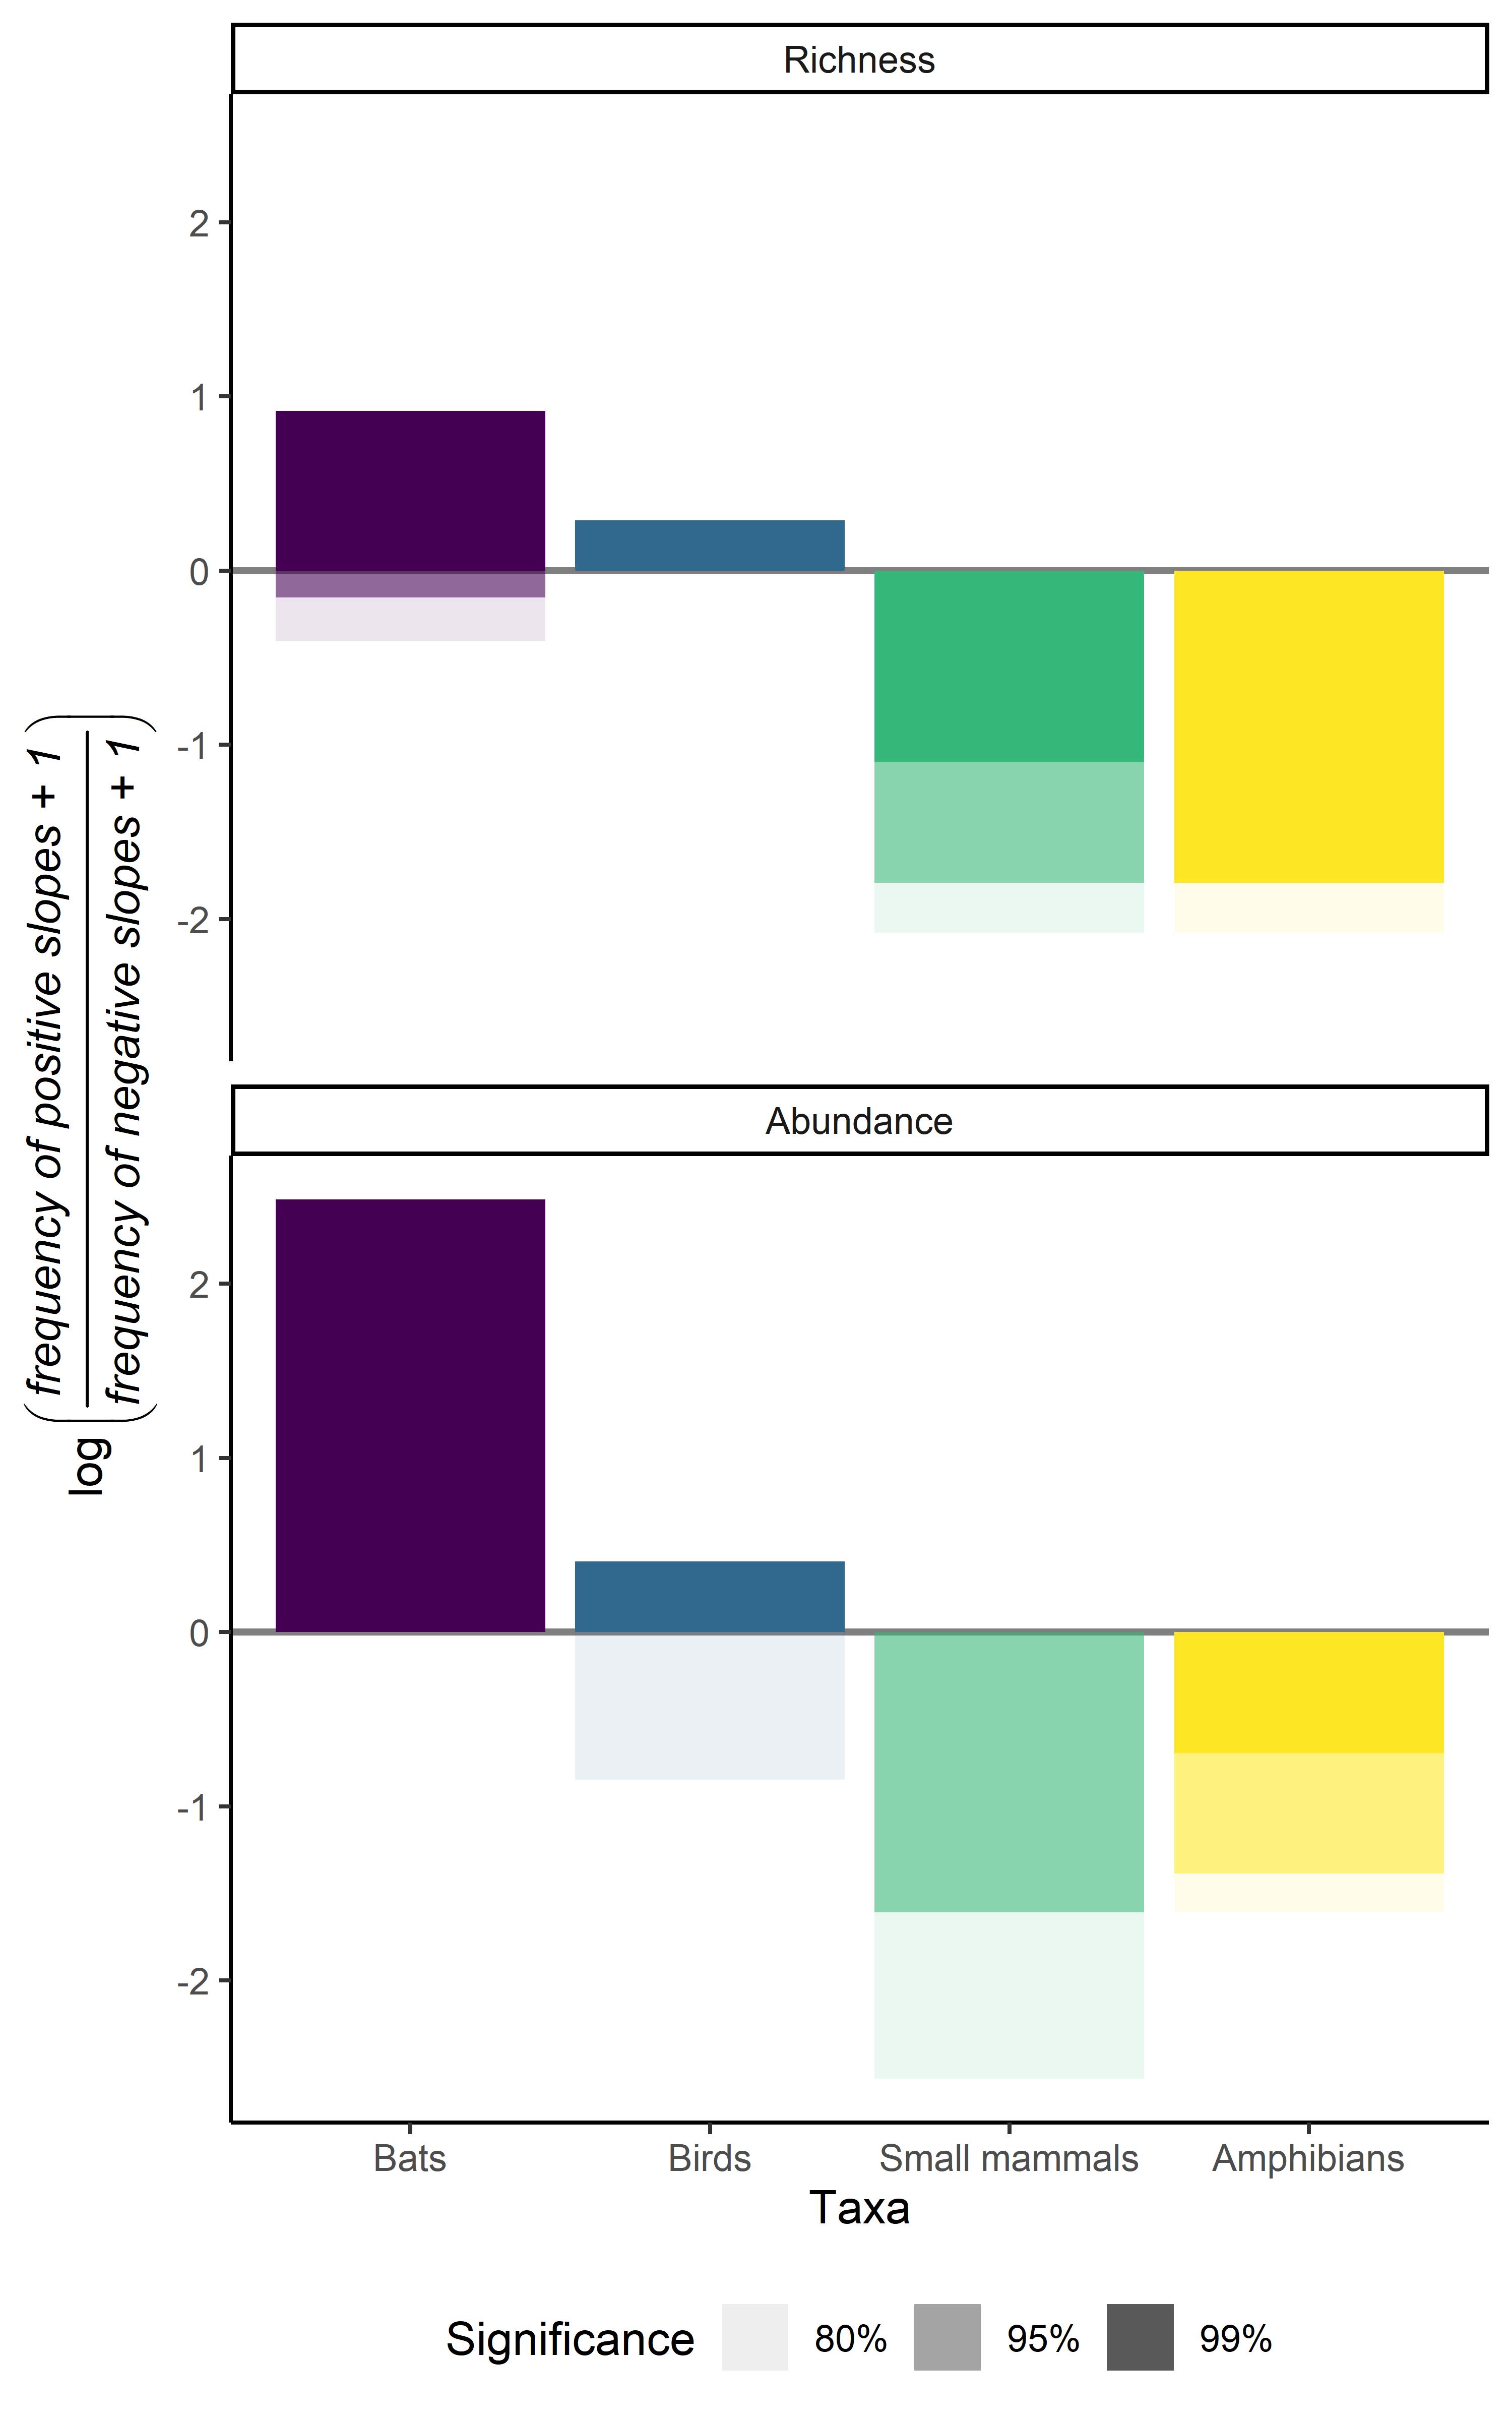 Richness
2
1
0
-1
-2
log(frequency of positive slopes + 1
frequency of negative slopes + 1)
Abundance
2
1
0
-1
-2
Bats Birds Small mammals Amphibians
Taxa
Significance 80% 95% 99%